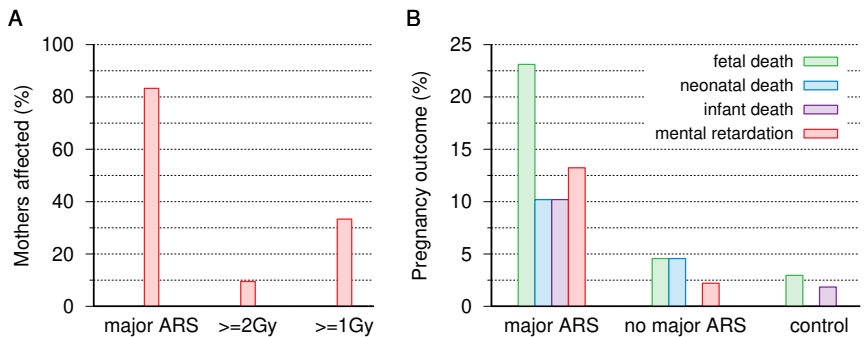 A
Mothers affected (%)
100
80
60
40
20
0
major ARS
>=2Gy
>=1Gy
B
Pregnancy outcome (%)
25
20
15
10
5
0
fetal death
neonatal death
infant death
mental retardation
major ARS
no major ARS
control